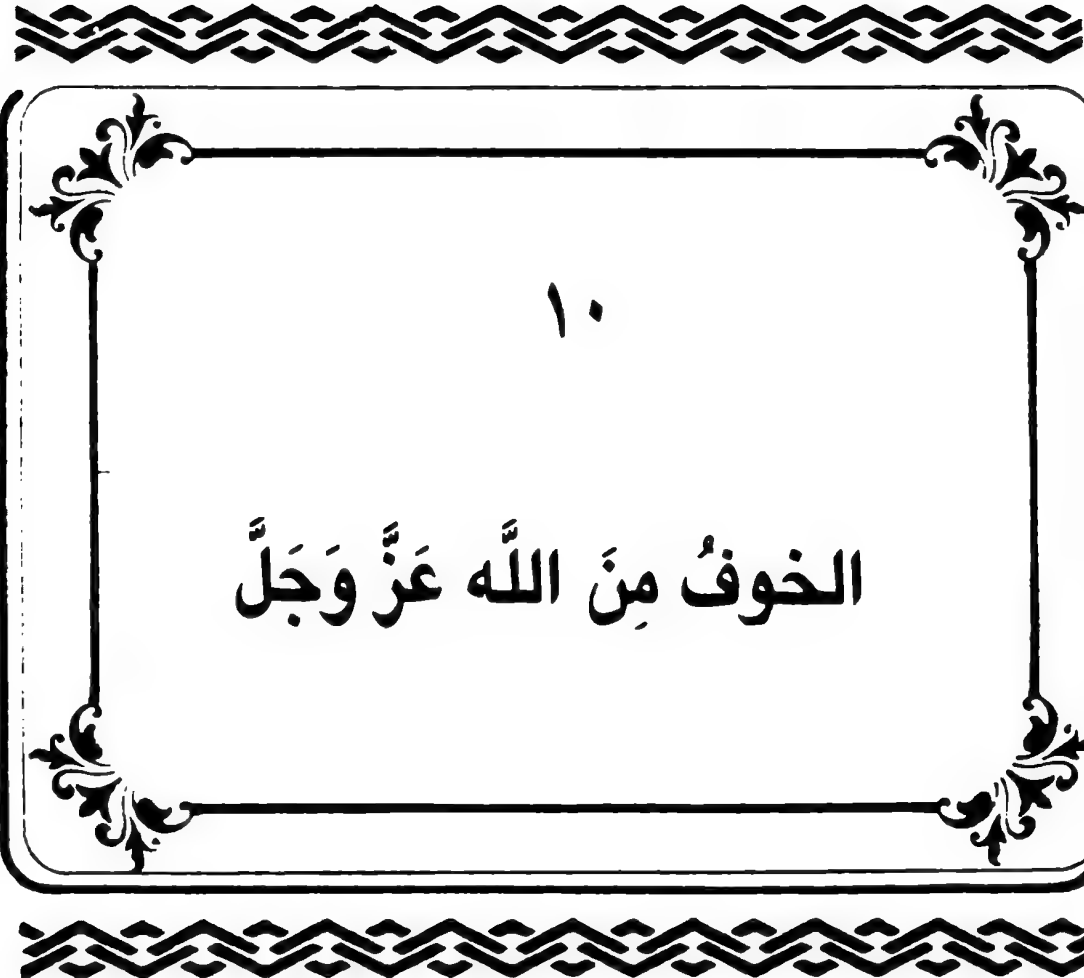 ١٠
الخوفُ مِنَ اللَّه عَزَّ وَجَلَّ